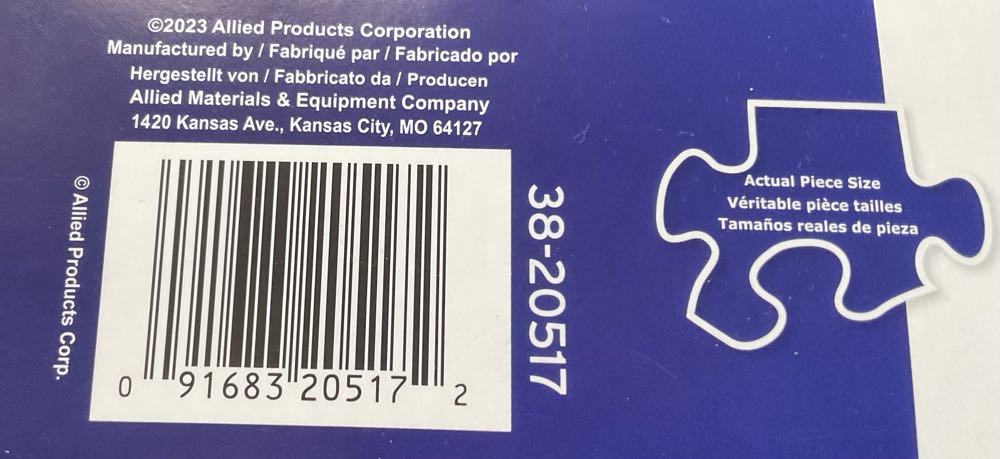 ©2023 Allied Products Corporation
Manufactured by / Fabriqué par / Fabricado por
Hergestellt von / Fabbricato da / Producen
Allied Materials & Equipment Company
1420 Kansas Ave., Kansas City, MO 64127
© Allied Products Corp.
0 91683 20517 2
38-20517
Actual Piece Size
Véritable pièce tailles
Tamaños reales de pieza